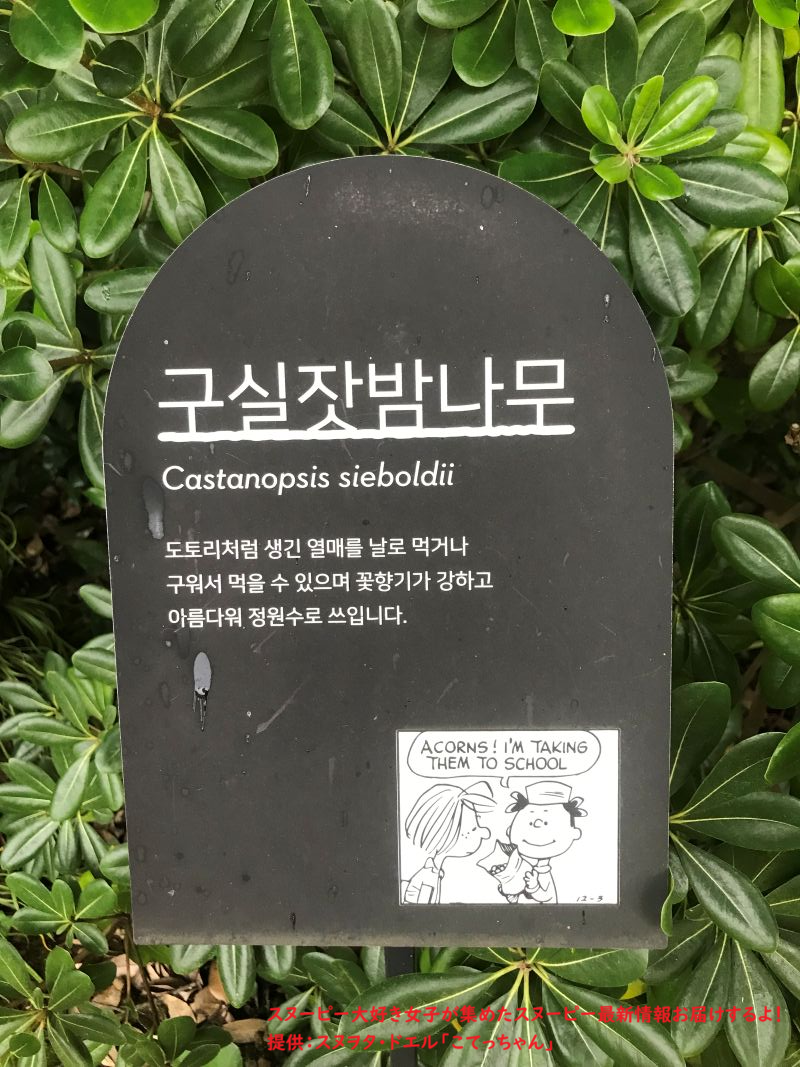 구실잣밤나무
Castanopsis sieboldii
도토리처럼 생긴 열매를 날로 먹거나
구워서 먹을 수 있으며 꽃향기가 강하고
아름다워 정원수로 쓰입니다.
ACORNS! I'M TAKING
THEM TO SCHOOL
12-3
スヌーピー大好き女子が集めたスヌーピー最新情報お届けするよ!
提供:スヌヲタ・ドエル「こてっちゃん」